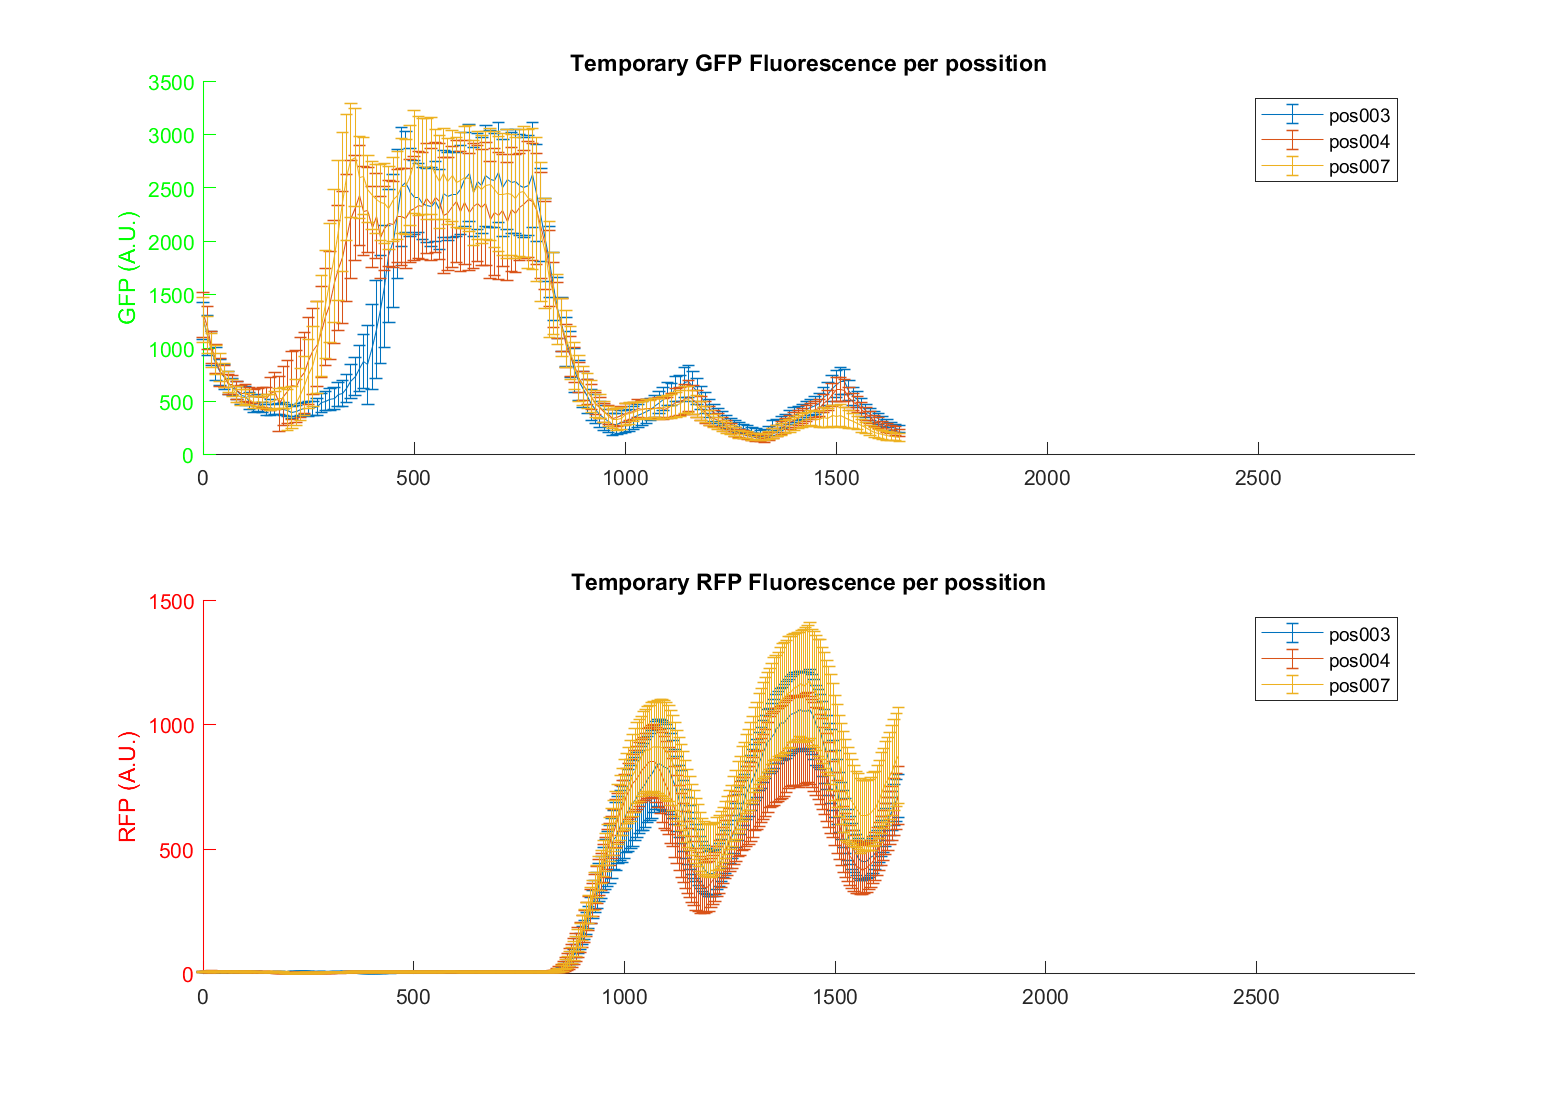 Temporary GFP Fluorescence per possition
3500
3000
2500
2000
1500
1000
500
0
GFP (A.U.)
0 500 1000 1500 2000 2500
pos003
pos004
pos007
Temporary RFP Fluorescence per possition
1500
1000
500
0
RFP (A.U.)
0 500 1000 1500 2000 2500
pos003
pos004
pos007